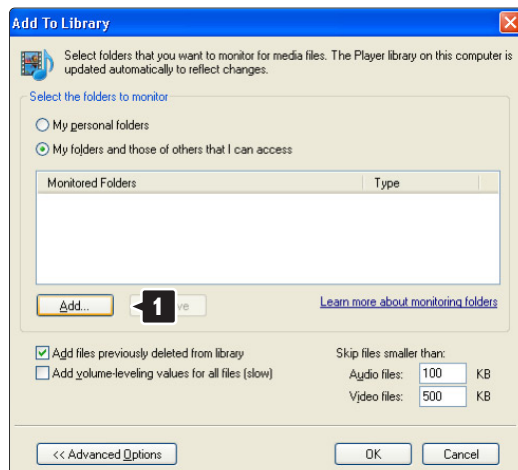 Add To Library
Select folders that you want to monitor for media files. The Player library on this computer is
updated automatically to reflect changes.
Select the folders to monitor
My personal folders
My folders and those of others that I can access
Monitored Folders Type
Add... 1 Learn more about monitoring folders
Add files previously deleted from library Skip files smaller than:
Add volume-leveling values for all files (slow) Audio files: 100 KB
Video files: 500 KB
<< Advanced Options OK Cancel